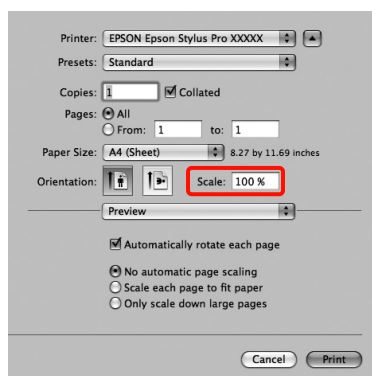 Printer: EPSON Epson Stylus Pro XXXXX
Presets: Standard
Copies: 1 Collated
Pages: All
From: 1 to: 1
Paper Size: A4 (Sheet) 8.27 by 11.69 inches
Orientation: Scale: 100 %
Preview
Automatically rotate each page
No automatic page scaling
Scale each page to fit paper
Only scale down large pages
Cancel Print